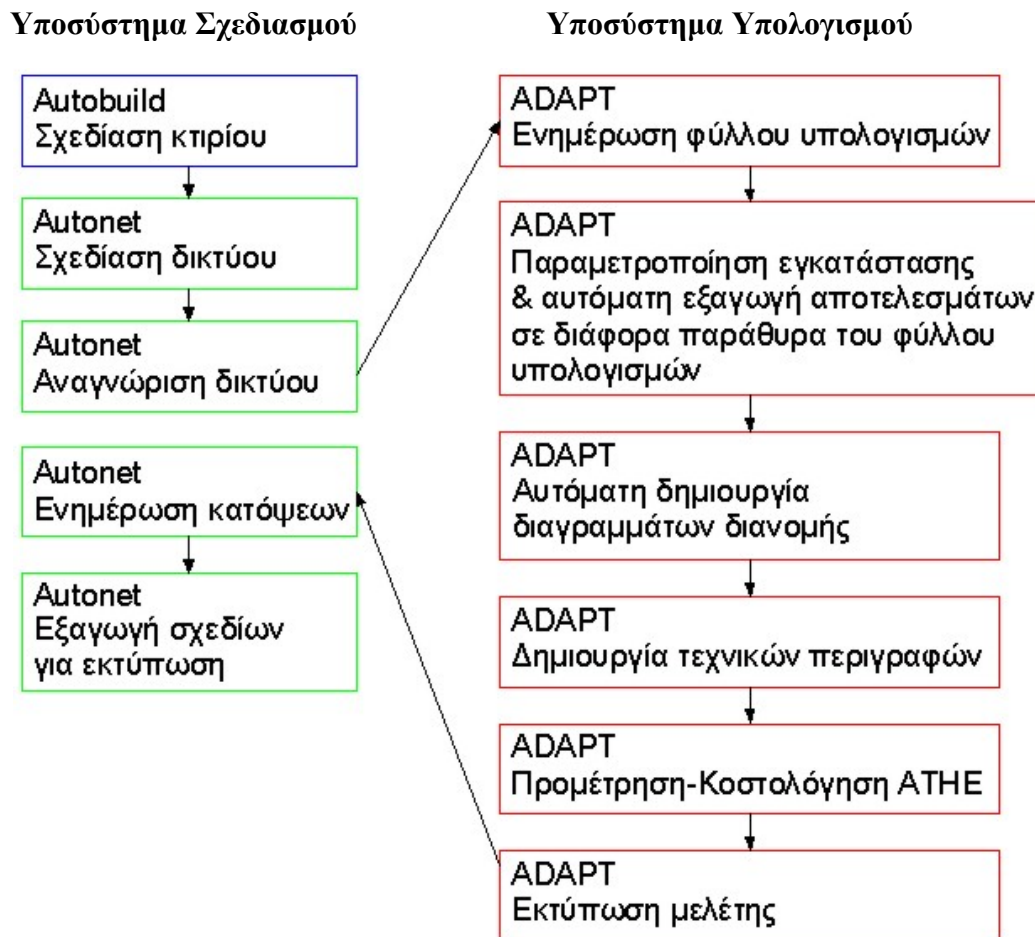 Υποσύστημα Σχεδιασμού
Υποσύστημα Υπολογισμού
Autobuild
Σχεδίαση κτιρίου
Autonet
Σχεδίαση δικτύου
Autonet
Αναγνώριση δικτύου
Autonet
Ενημέρωση κατόψεων
Autonet
Εξαγωγή σχεδίων
για εκτύπωση
ADAPT
Ενημέρωση φύλλου υπολογισμών
ADAPT
Παραμετροποίηση εγκατάστασης
& αυτόματη εξαγωγή αποτελεσμάτων
σε διάφορα παράθυρα του φύλλου
υπολογισμών
ADAPT
Αυτόματη δημιουργία
διαγραμμάτων διανομής
ADAPT
Δημιουργία τεχνικών περιγραφών
ADAPT
Προμέτρηση-Κοστολόγηση ΑΤΗΕ
ADAPT
Εκτύπωση μελέτης